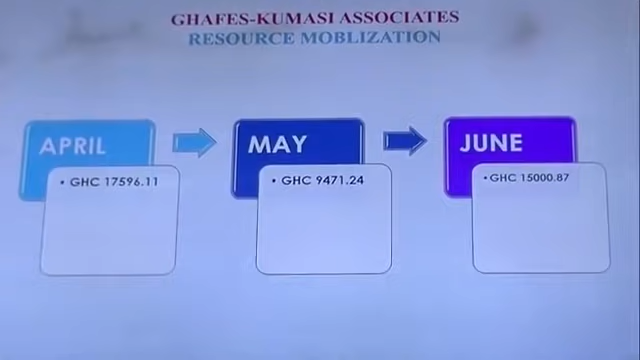 GHAFES-KUMASI ASSOCIATES
RESOURCE MOBLIZATION
APRIL
• GHC 17596.11
MAY
• GHC 9471.24
JUNE
• GHC 15000.87